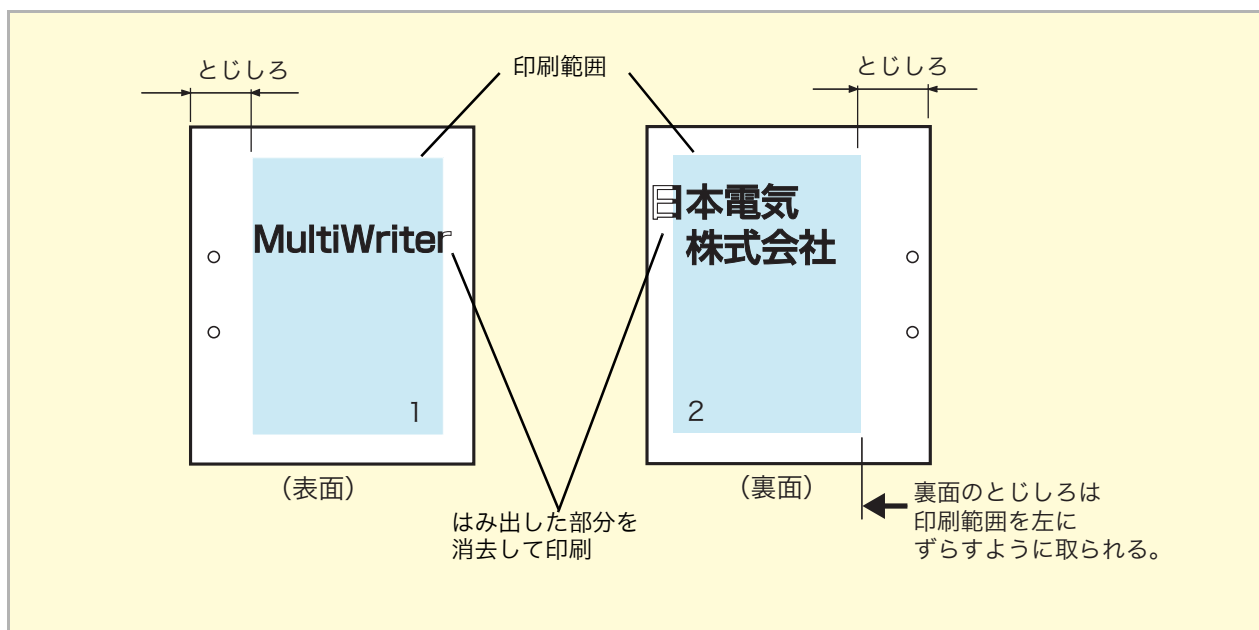 とじしろ
印刷範囲
とじしろ
MultiWriter
日本電気
株式会社
1
2
（表面）
（裏面）
はみ出した部分を
消去して印刷
裏面のとじしろは
印刷範囲を左に
ずらすように取られる。